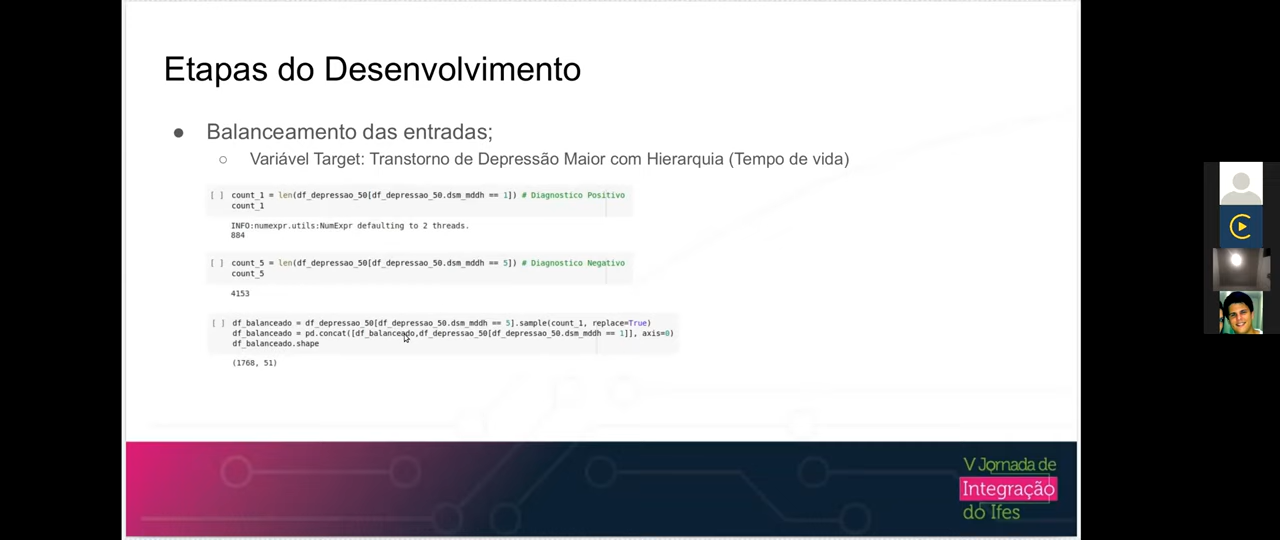 Etapas do Desenvolvimento
● Balanceamento das entradas;
○ Variável Target: Transtorno de Depressão Maior com Hierarquia (Tempo de vida)
[ ] count_1 = len(df_depressao_50[df_depressao_50.dsm_mddh == 1]) # Diagnostico Positivo
count_1
INFO:numexpr.utils:NumExpr defaulting to 2 threads.
884
[ ] count_5 = len(df_depressao_50[df_depressao_50.dsm_mddh == 5]) # Diagnostico Negativo
count_5
4153
[ ] df_balanceado = df_depressao_50[df_depressao_50.dsm_mddh == 5].sample(count_1, replace=True)
df_balanceado = pd.concat([df_balanceado,df_depressao_50[df_depressao_50.dsm_mddh == 1]], axis=0)
df_balanceado.shape
(1768, 51)
V Jornada de
Integração
do Ifes